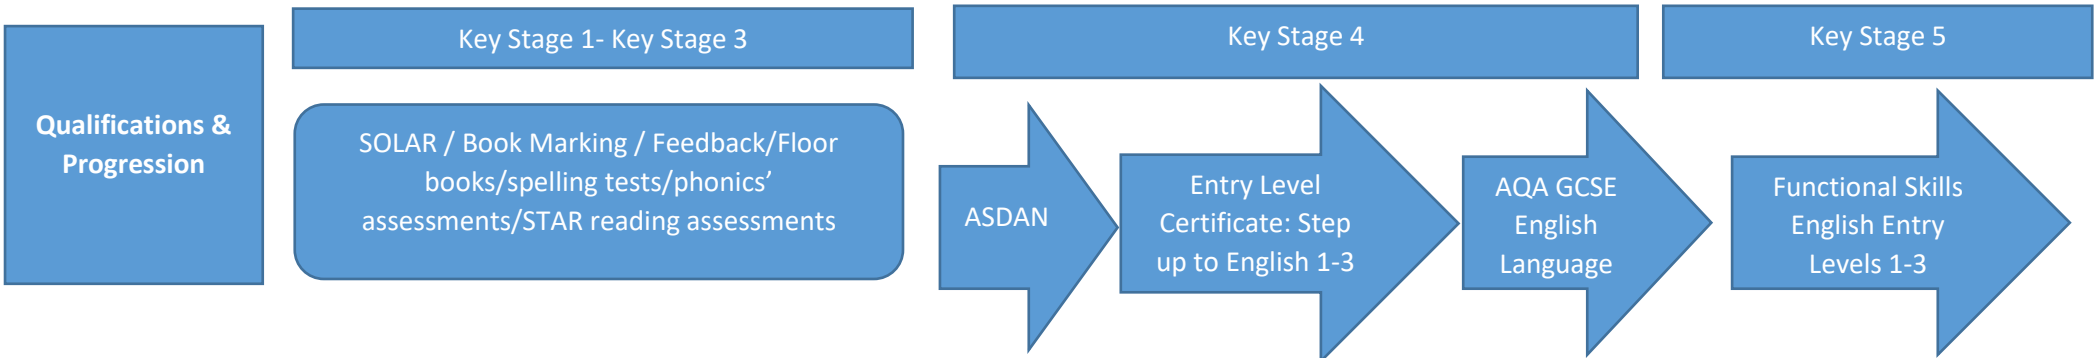 Qualifications &
Progression
Key Stage 1- Key Stage 3
SOLAR / Book Marking / Feedback/Floor
books/spelling tests/phonics’
assessments/STAR reading assessments
Key Stage 4
ASDAN
Entry Level
Certificate: Step
up to English 1-3
AQA GCSE
English
Language
Key Stage 5
Functional Skills
English Entry
Levels 1-3